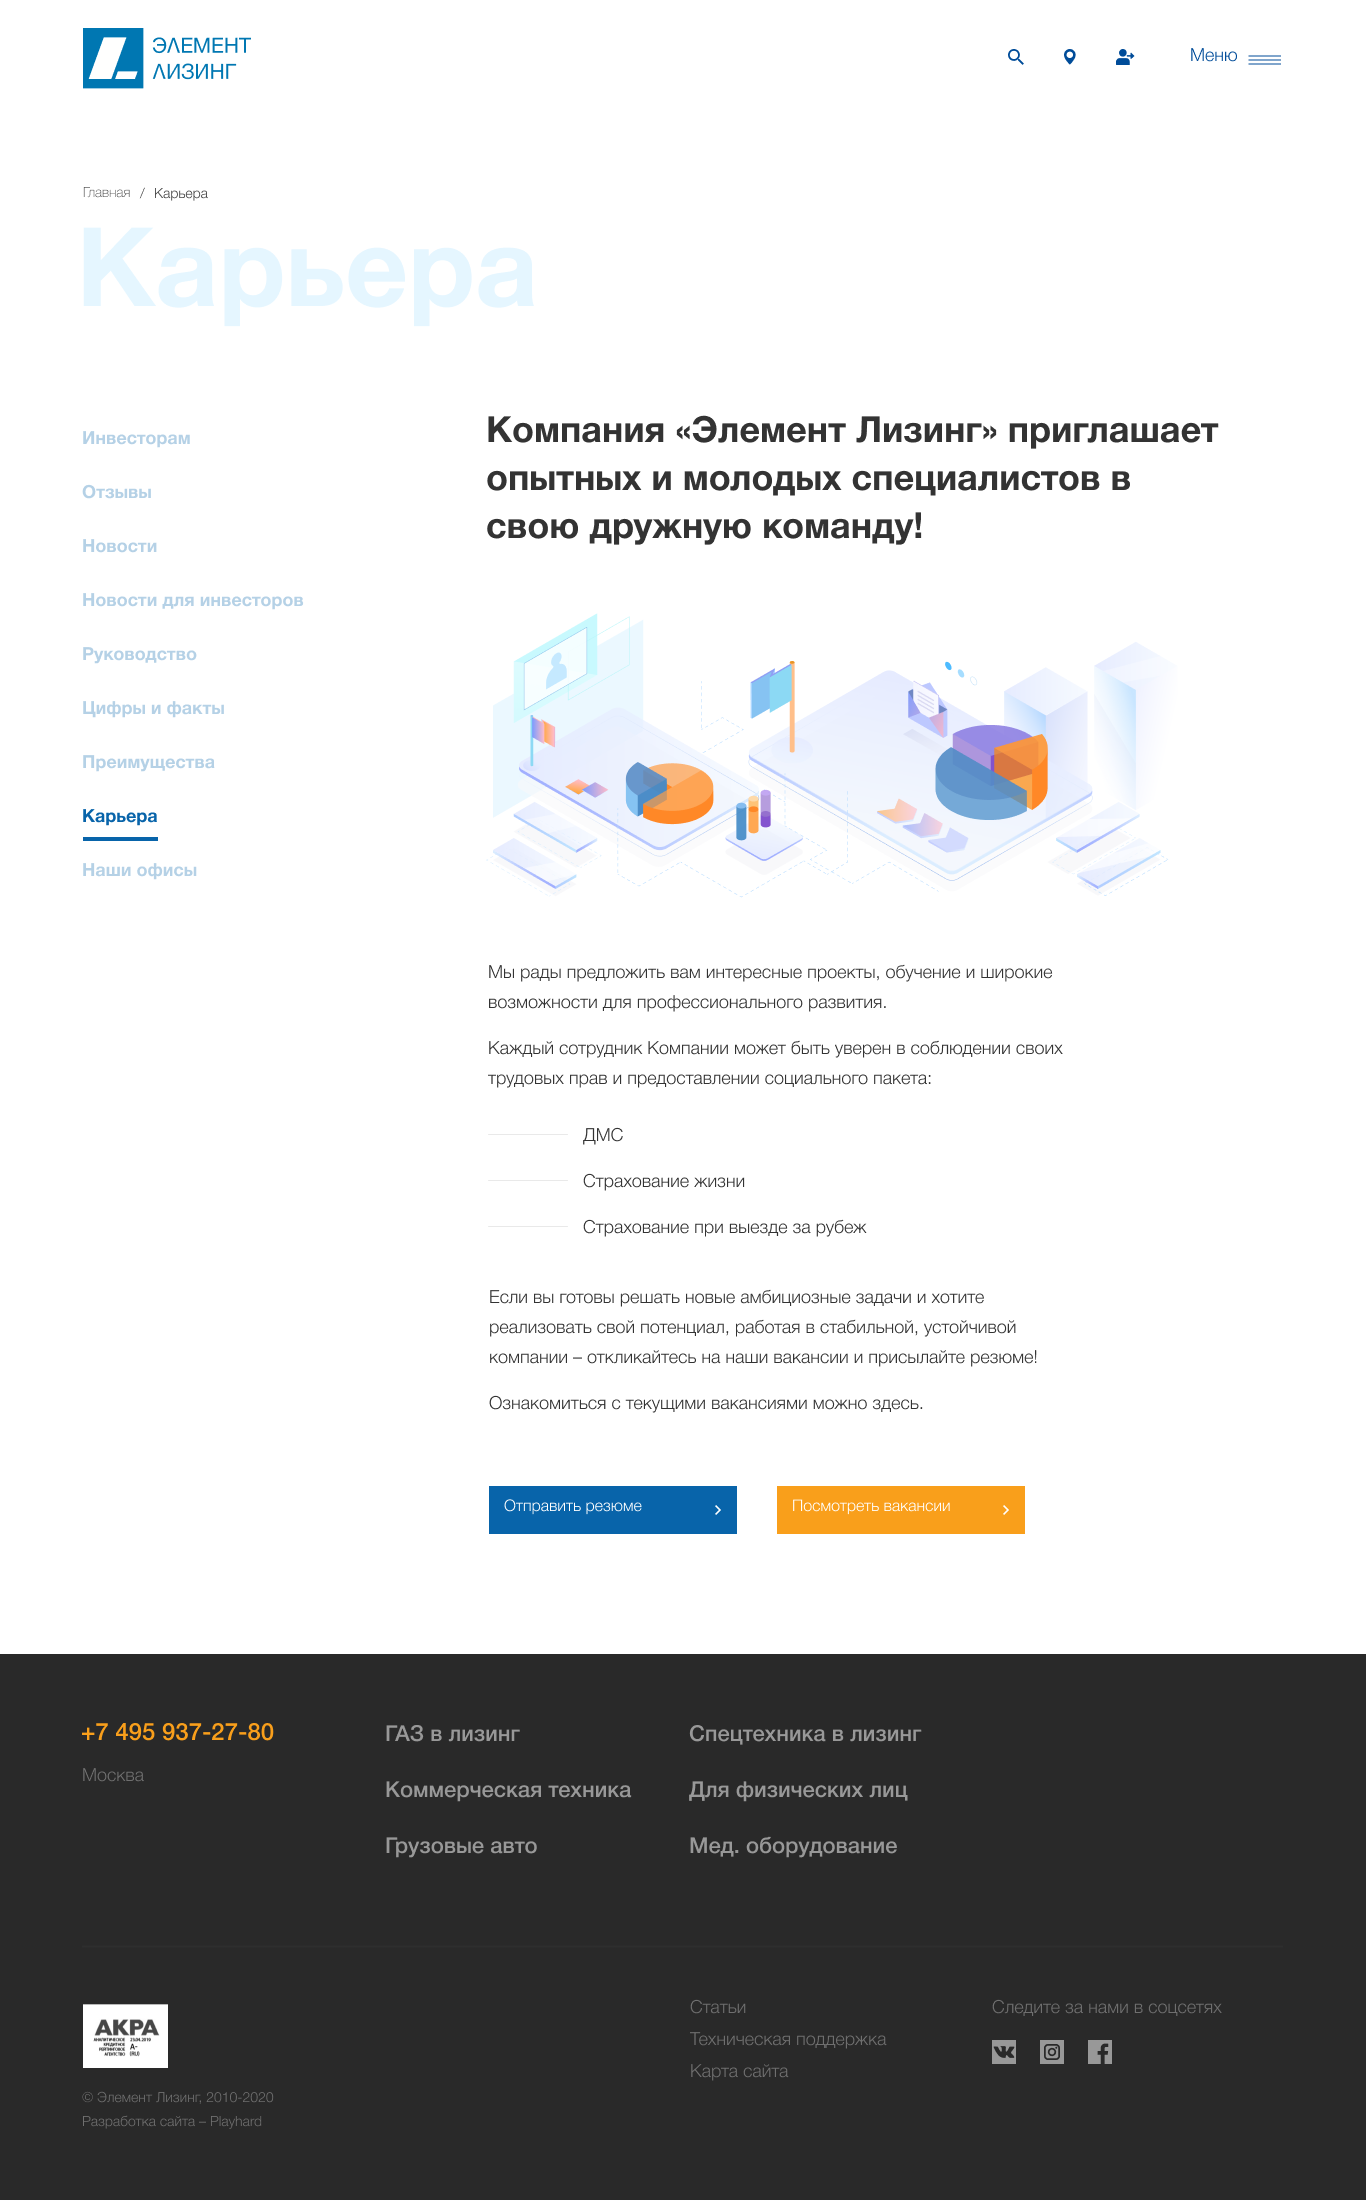 ЭЛЕМЕНТ
ЛИЗИНГ
Меню
Главная / Карьера
Карьера
Инвесторам
Отзывы
Новости
Новости для инвесторов
Руководство
Цифры и факты
Преимущества
Карьера
Наши офисы
Компания «Элемент Лизинг» приглашает
опытных и молодых специалистов в
свою дружную команду!
Мы рады предложить вам интересные проекты, обучение и широкие
возможности для профессионального развития.
Каждый сотрудник Компании может быть уверен в соблюдении своих
трудовых прав и предоставлении социального пакета:
ДМС
Страхование жизни
Страхование при выезде за рубеж
Если вы готовы решать новые амбициозные задачи и хотите
реализовать свой потенциал, работая в стабильной, устойчивой
компании – откликайтесь на наши вакансии и присылайте резюме!
Ознакомиться с текущими вакансиями можно здесь.
Отправить резюме
Посмотреть вакансии
+7 495 937-27-80
Москва
ГАЗ в лизинг
Коммерческая техника
Грузовые авто
Спецтехника в лизинг
Для физических лиц
Мед. оборудование
АКРА
АНАЛИТИЧЕСКОЕ
КРЕДИТНОЕ
РЕЙТИНГОВОЕ
АГЕНТСТВО
A-
(RU)
© Элемент Лизинг, 2010-2020
Разработка сайта – Playhard
Статьи
Техническая поддержка
Карта сайта
Следите за нами в соцсетях